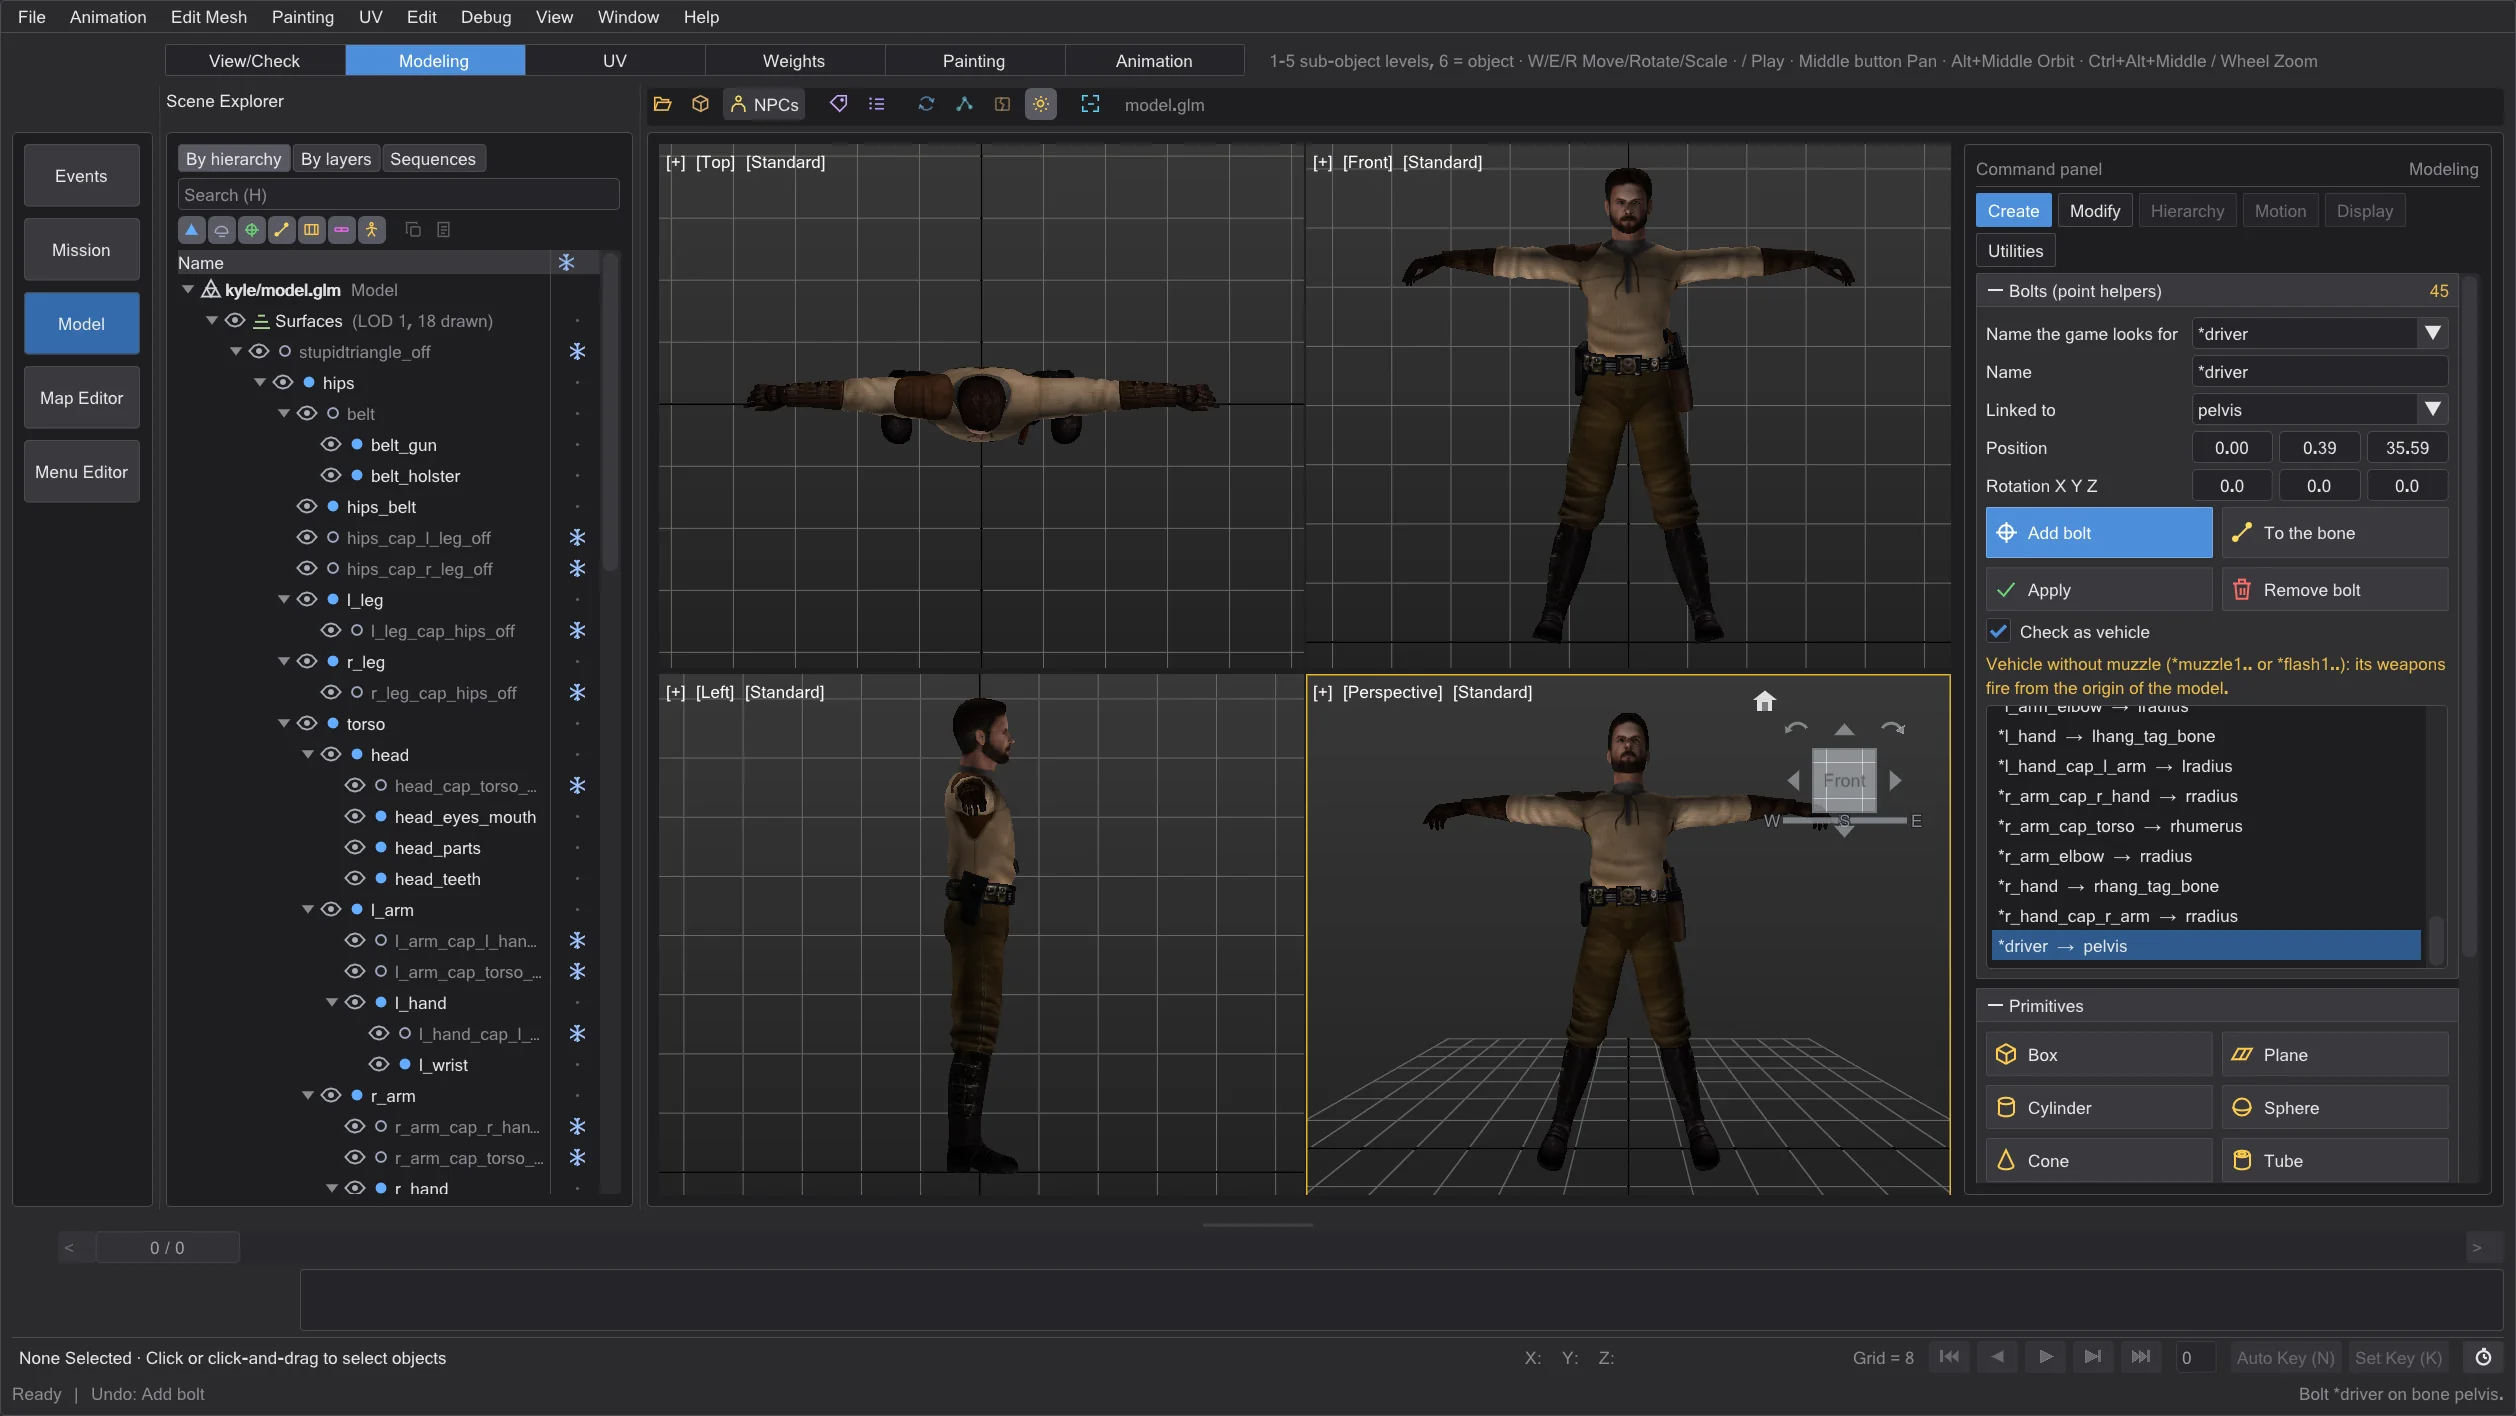 File Animation Edit Mesh Painting UV Edit Debug View Window Help
View/Check Modeling UV Weights Painting Animation 1-5 sub-object levels, 6 = object · W/E/R Move/Rotate/Scale · / Play · Middle button Pan · Alt+Middle Orbit · Ctrl+Alt+Middle / Wheel Zoom
Scene Explorer
NPCs model.glm
Events
Mission
Model
Map Editor
Menu Editor
By hierarchy By layers Sequences
Search (H)
Name
kyle/model.glm Model
Surfaces (LOD 1, 18 drawn)
stupidtriangle_off
hips
belt
belt_gun
belt_holster
hips_belt
hips_cap_l_leg_off
hips_cap_r_leg_off
l_leg
l_leg_cap_hips_off
r_leg
r_leg_cap_hips_off
torso
head
head_cap_torso_...
head_eyes_mouth
head_parts
head_teeth
l_arm
l_arm_cap_l_han...
l_arm_cap_torso_...
l_hand
l_hand_cap_l_...
l_wrist
r_arm
r_arm_cap_r_han...
r_arm_cap_torso_...
r_hand
[+] [Top] [Standard]
[+] [Front] [Standard]
[+] [Left] [Standard]
[+] [Perspective] [Standard]
Front
W S E
Command panel Modeling
Create Modify Hierarchy Motion Display
Utilities
Bolts (point helpers) 45
Name the game looks for *driver
Name *driver
Linked to pelvis
Position 0.00 0.39 35.59
Rotation X Y Z 0.0 0.0 0.0
Add bolt To the bone
Apply Remove bolt
Check as vehicle
Vehicle without muzzle (*muzzle1.. or *flash1..): its weapons
fire from the origin of the model.
*l_arm_elbow → lradius
*l_hand → lhang_tag_bone
*l_hand_cap_l_arm → lradius
*r_arm_cap_r_hand → rradius
*r_arm_cap_torso → rhumerus
*r_arm_elbow → rradius
*r_hand → rhang_tag_bone
*r_hand_cap_r_arm → rradius
*driver → pelvis
Primitives
Box Plane
Cylinder Sphere
Cone Tube
< 0 / 0 >
None Selected · Click or click-and-drag to select objects X: Y: Z: Grid = 8 0 Auto Key (N) Set Key (K)
Ready | Undo: Add bolt Bolt *driver on bone pelvis.